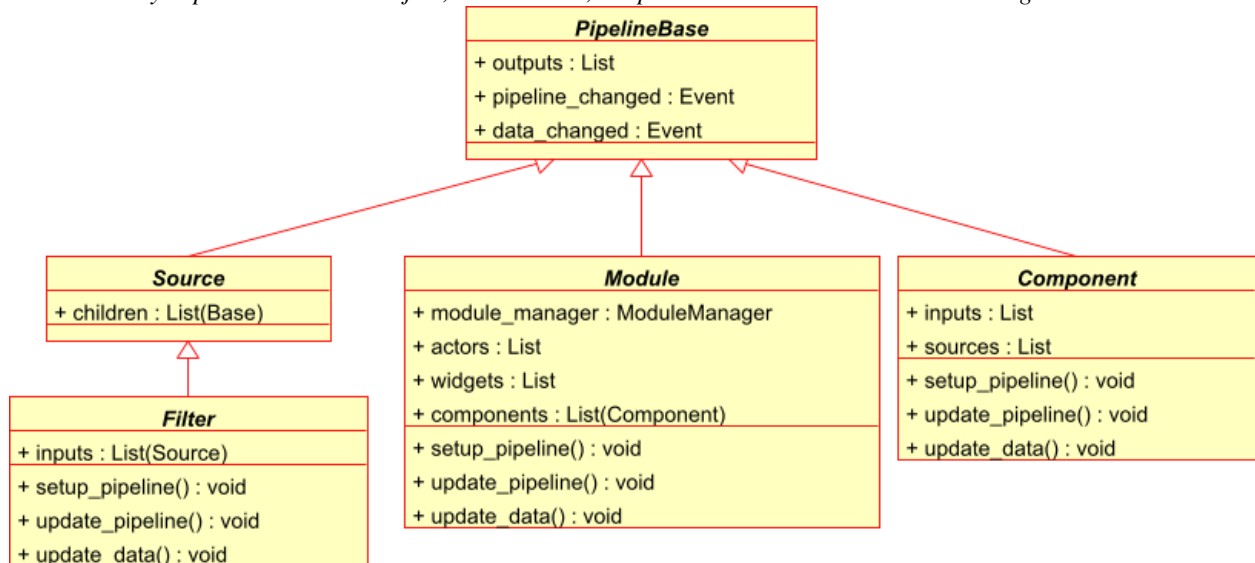 PipelineBase
+ outputs : List
+ pipeline_changed : Event
+ data_changed : Event
Source
+ children : List(Base)
Module
+ module_manager : ModuleManager
+ actors : List
+ widgets : List
+ components : List(Component)
+ setup_pipeline() : void
+ update_pipeline() : void
+ update_data() : void
Component
+ inputs : List
+ sources : List
+ setup_pipeline() : void
+ update_pipeline() : void
+ update_data() : void
Filter
+ inputs : List(Source)
+ setup_pipeline() : void
+ update_pipeline() : void
+ update_data() : void